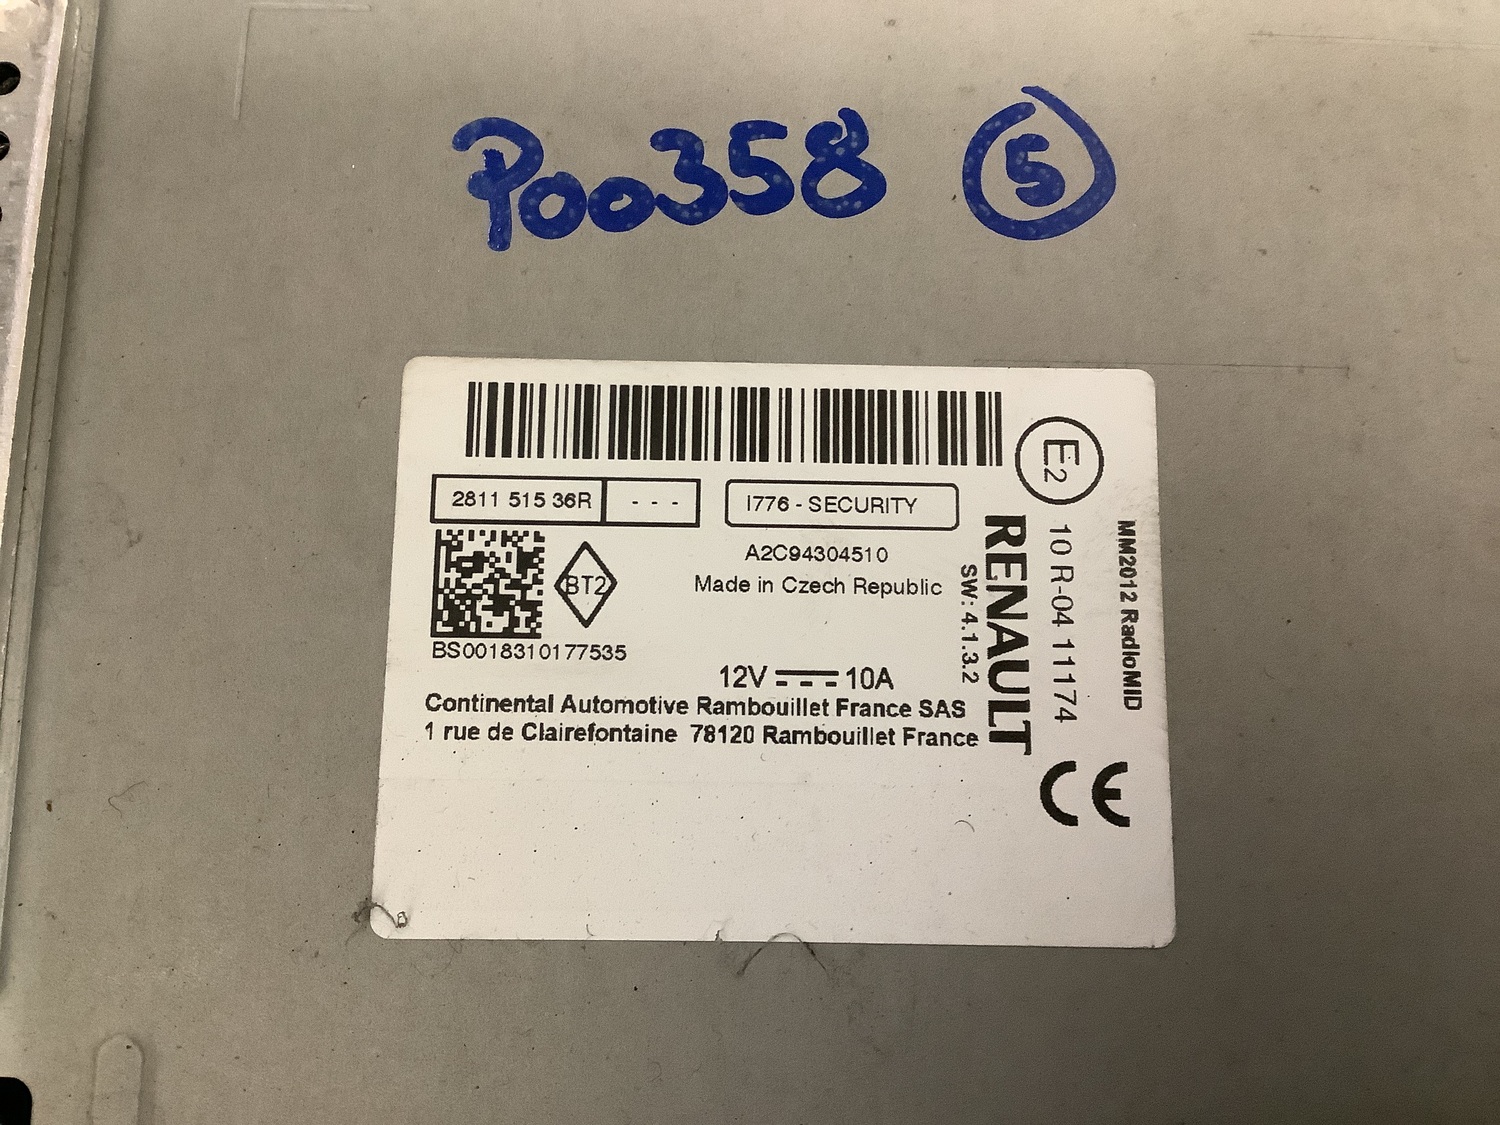 P00358 5
2811 515 36R - - -
I776 - SECURITY
BT2
A2C94304510
Made in Czech Republic
BS0018310177535
12V 10A
Continental Automotive Rambouillet France SAS
1 rue de Clairefontaine 78120 Rambouillet France
SW: 4.1.3.2
RENAULT
E2
10 R-04 11174
MM2012 RadioMID
CE